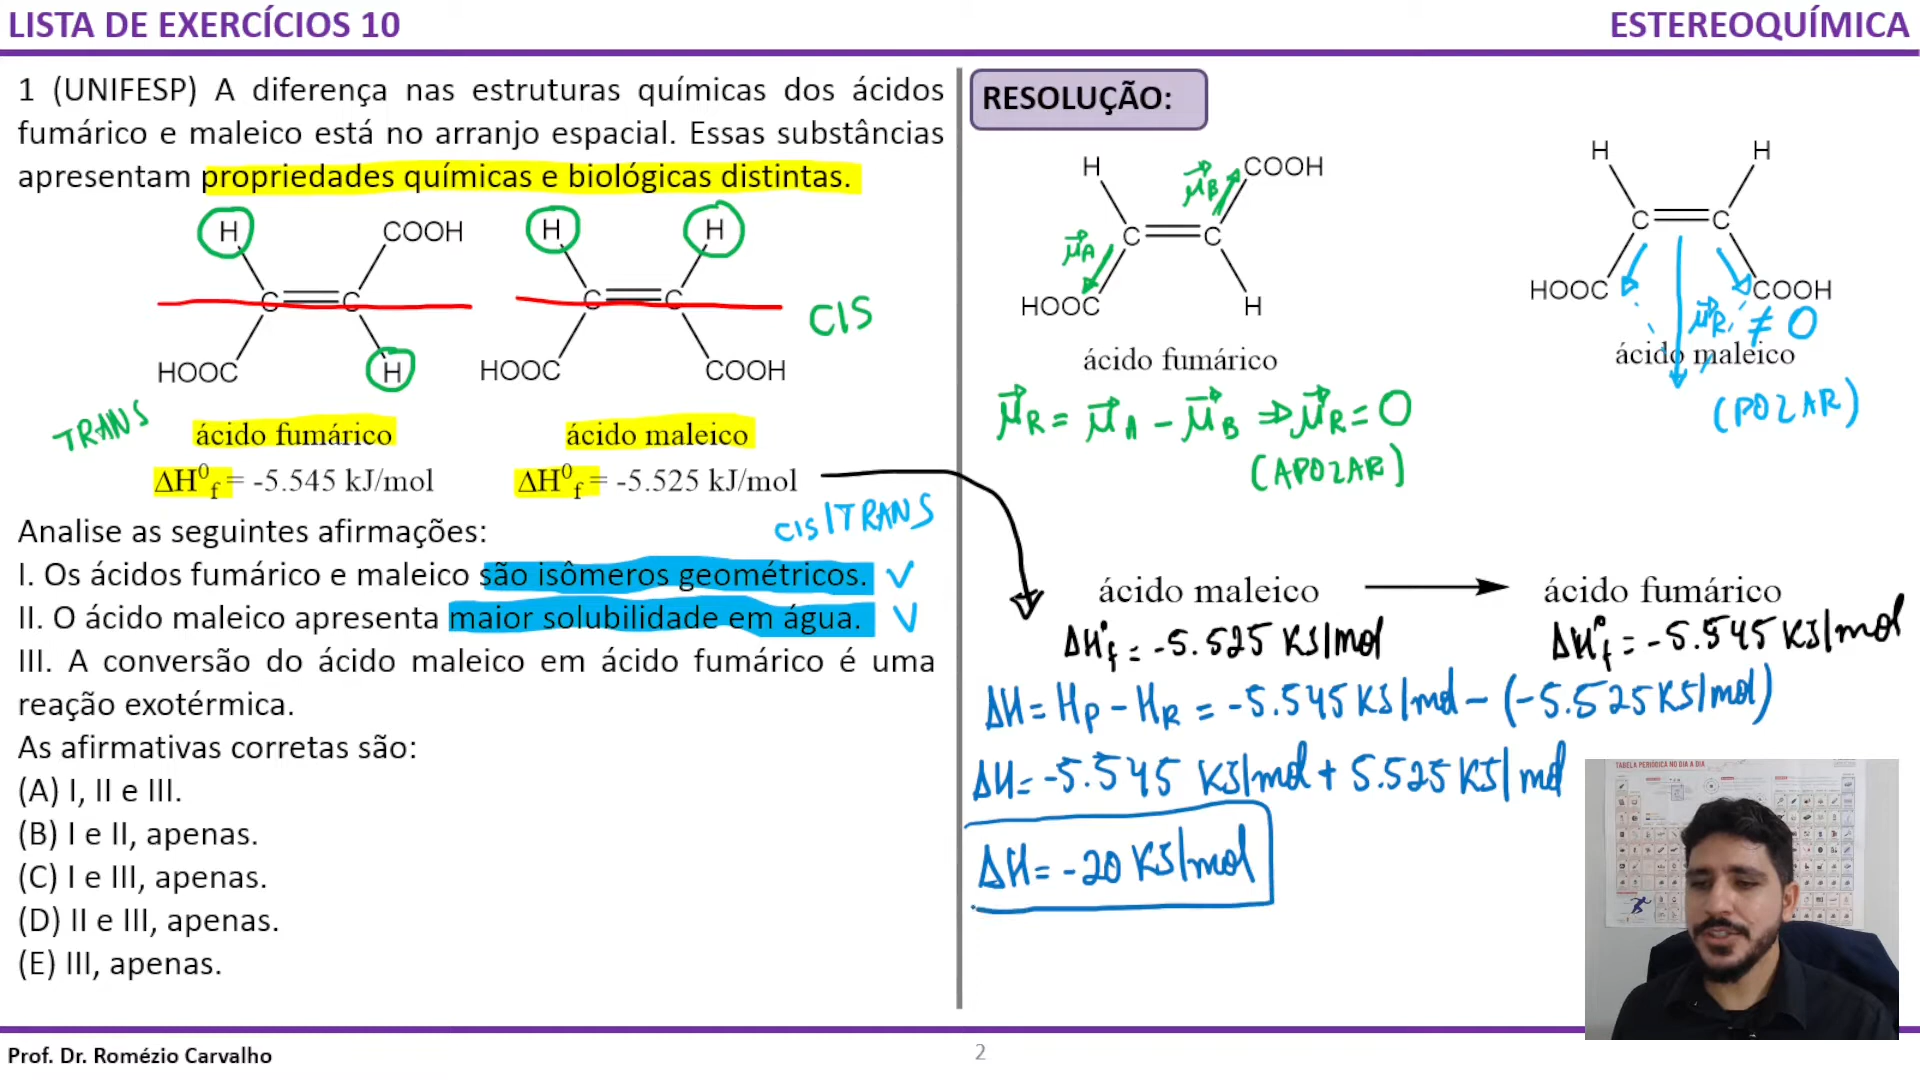 LISTA DE EXERCÍCIOS 10
ESTEREOQUÍMICA
1 (UNIFESP) A diferença nas estruturas químicas dos ácidos
fumárico e maleico está no arranjo espacial. Essas substâncias
apresentam propriedades químicas e biológicas distintas.
H COOH H H
C C C C
CIS
HOOC H HOOC COOH
TRANS
ácido fumárico ácido maleico
ΔH⁰f = -5.545 kJ/mol ΔH⁰f = -5.525 kJ/mol
CIS/TRANS
Analise as seguintes afirmações:
I. Os ácidos fumárico e maleico são isômeros geométricos. ✓
II. O ácido maleico apresenta maior solubilidade em água. ✓
III. A conversão do ácido maleico em ácido fumárico é uma
reação exotérmica.
As afirmativas corretas são:
(A) I, II e III.
(B) I e II, apenas.
(C) I e III, apenas.
(D) II e III, apenas.
(E) III, apenas.
RESOLUÇÃO:
H μ⃗B COOH
μ⃗A C C
HOOC H
ácido fumárico
μ⃗R = μ⃗A - μ⃗B ⇒ μ⃗R = 0
(APOLAR)
H H
C C
HOOC COOH
μ⃗R ≠ 0
ácido maleico
(POLAR)
ácido maleico ácido fumárico
ΔH°f = -5.525 KJ/mol ΔH°f = -5.545 KJ/mol
ΔH = HP - HR = -5.545 KJ/mol - (-5.525 KJ/mol)
ΔH = -5.545 KJ/mol + 5.525 KJ/mol
ΔH = -20 KJ/mol
TABELA PERIÓDICA NO DIA A DIA
Prof. Dr. Romézio Carvalho
2